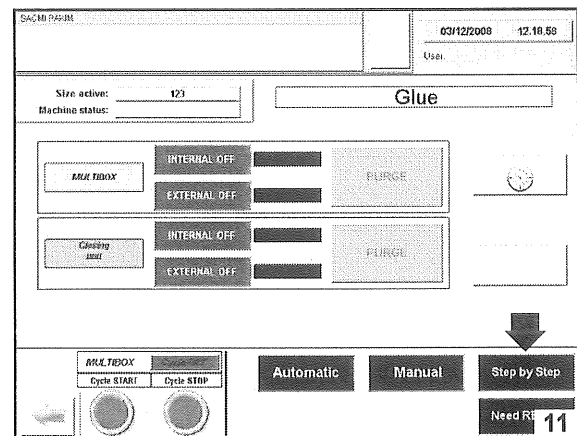 03/12/2008 12.18.58
User:
Size active: 123
Machine status:
Glue
MULTIBOX
INTERNAL OFF
EXTERNAL OFF
PURGE
Closing
unit
INTERNAL OFF
EXTERNAL OFF
PURGE
MULTIBOX
Cycle START Cycle STOP
Automatic Manual Step by Step
Need
11